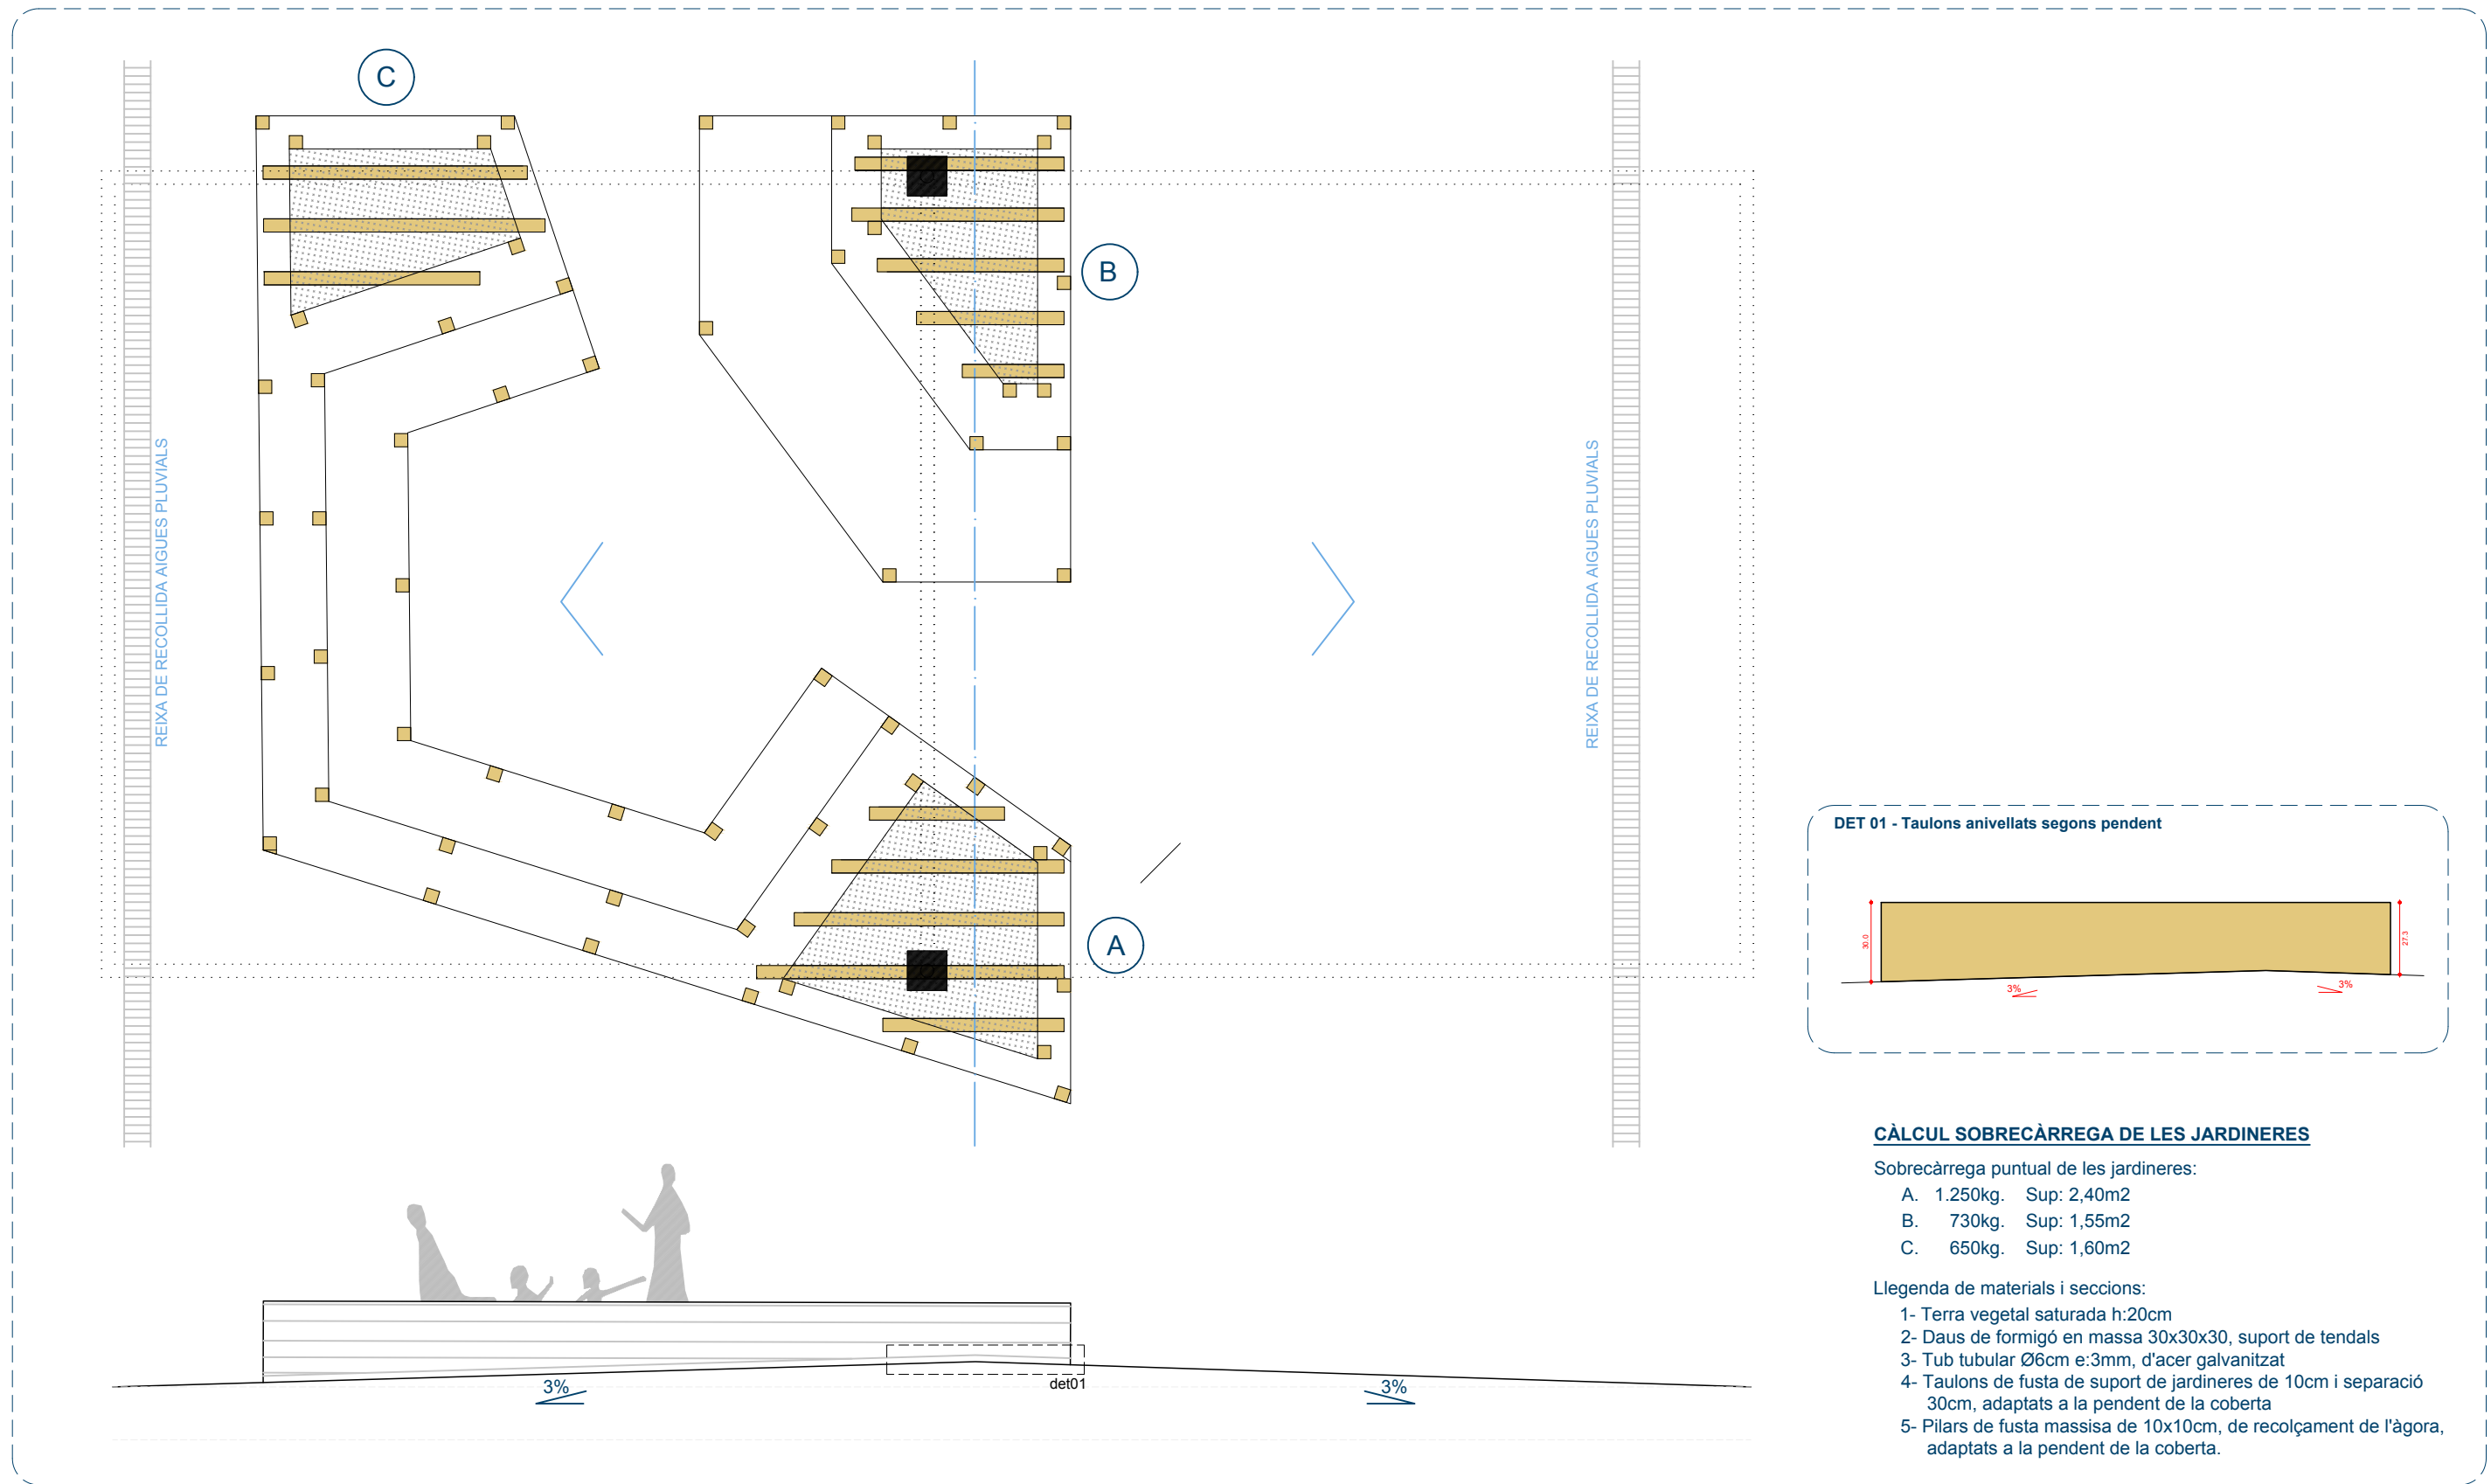 C
B
REIXA DE RECOLLIDA AIGUES PLUVIALS
REIXA DE RECOLLIDA AIGUES PLUVIALS
A
DET 01 - Taulons anivellats segons pendent
30.0
27.3
3%
3%
CÀLCUL SOBRECÀRREGA DE LES JARDINERES
Sobrecàrrega puntual de les jardineres:
A. 1.250kg. Sup: 2,40m2
B. 730kg. Sup: 1,55m2
C. 650kg. Sup: 1,60m2
Llegenda de materials i seccions:
1- Terra vegetal saturada h:20cm
2- Daus de formigó en massa 30x30x30, suport de tendals
3- Tub tubular Ø6cm e:3mm, d'acer galvanitzat
4- Taulons de fusta de suport de jardineres de 10cm i separació
30cm, adaptats a la pendent de la coberta
5- Pilars de fusta massisa de 10x10cm, de recolçament de l'àgora,
adaptats a la pendent de la coberta.
3%
det01
3%